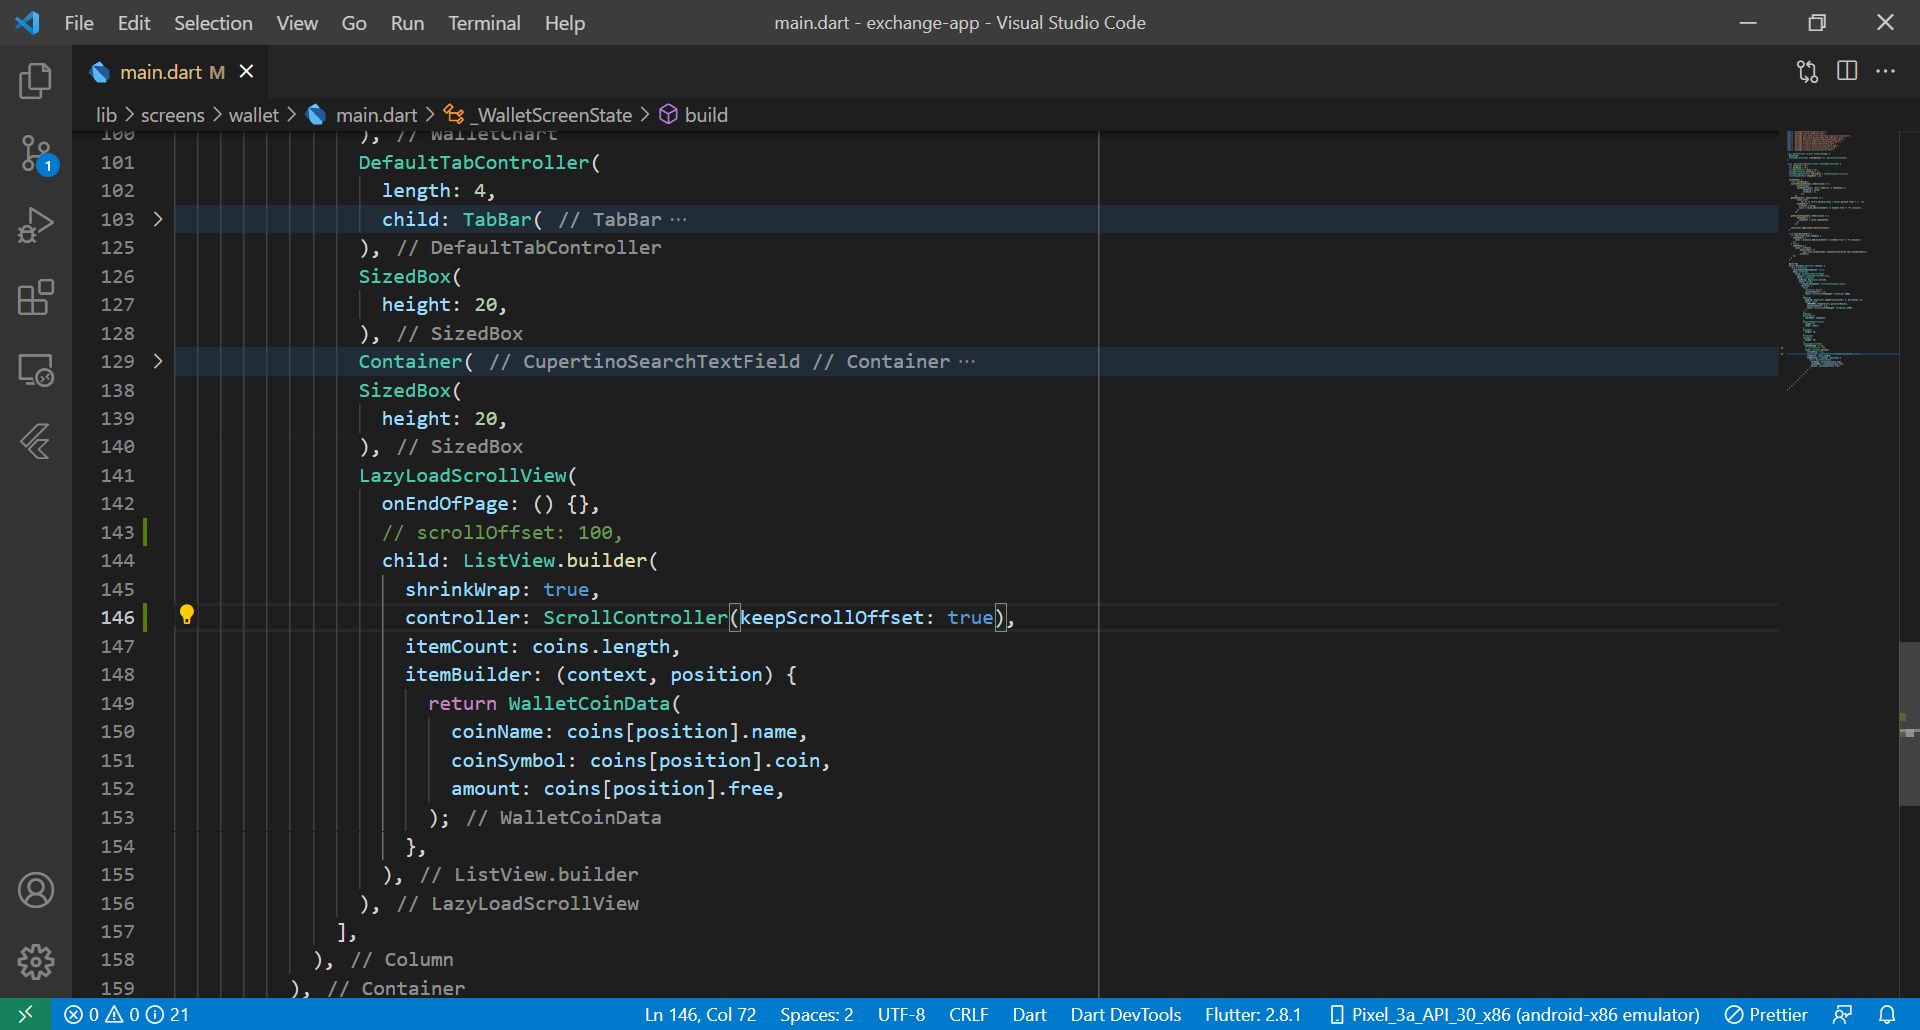 File Edit Selection View Go Run Terminal Help
main.dart - exchange-app - Visual Studio Code
main.dart M
lib > screens > wallet > main.dart > _WalletScreenState > build
1
100 ), // WalletChart
101 DefaultTabController(
102 length: 4,
103 child: TabBar( // TabBar ···
125 ), // DefaultTabController
126 SizedBox(
127 height: 20,
128 ), // SizedBox
129 Container( // CupertinoSearchTextField // Container ···
138 SizedBox(
139 height: 20,
140 ), // SizedBox
141 LazyLoadScrollView(
142 onEndOfPage: () {},
143 // scrollOffset: 100,
144 child: ListView.builder(
145 shrinkWrap: true,
146 controller: ScrollController(keepScrollOffset: true),
147 itemCount: coins.length,
148 itemBuilder: (context, position) {
149 return WalletCoinData(
150 coinName: coins[position].name,
151 coinSymbol: coins[position].coin,
152 amount: coins[position].free,
153 ); // WalletCoinData
154 },
155 ), // ListView.builder
156 ), // LazyLoadScrollView
157 ],
158 ), // Column
159 ), // Container
0 0 21 Ln 146, Col 72 Spaces: 2 UTF-8 CRLF Dart Dart DevTools Flutter: 2.8.1 Pixel_3a_API_30_x86 (android-x86 emulator) Prettier